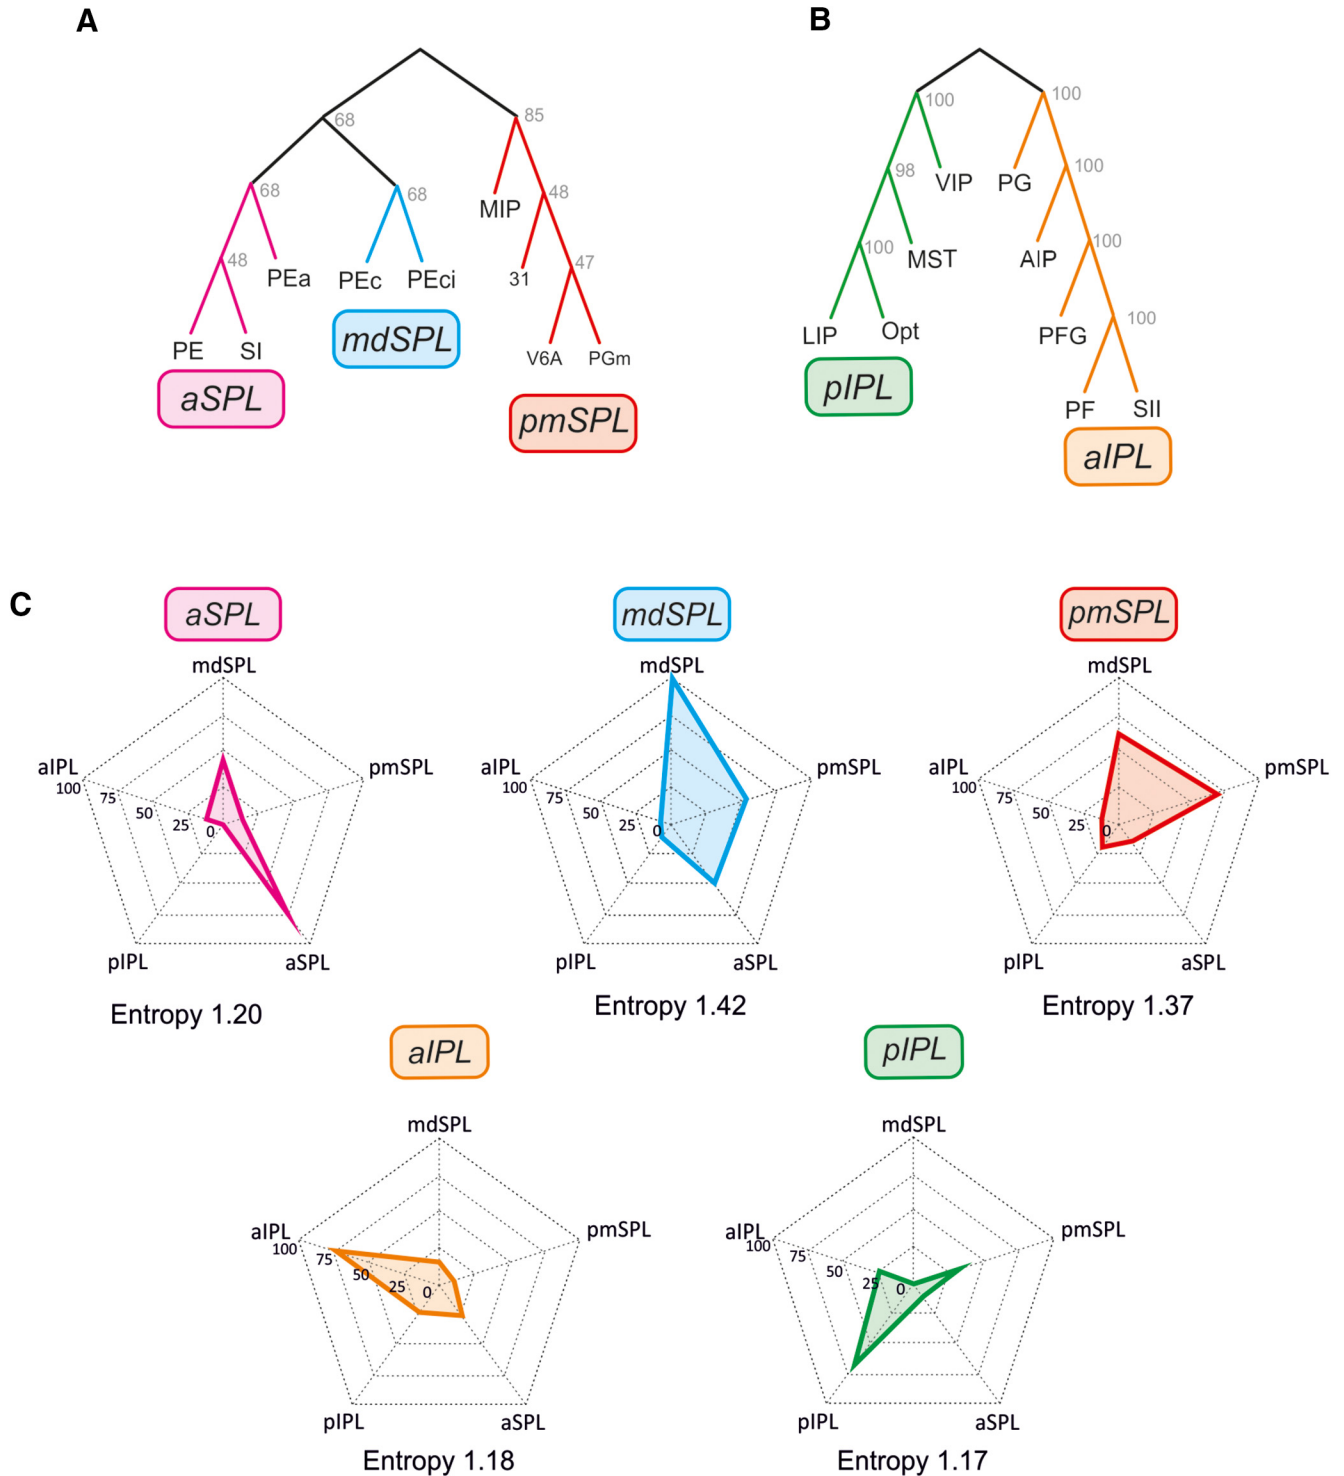 A
B
68
85
100
100
68
68
48
98
100
MIP
VIP
PG
48
PEa
PEc
PEci
31
47
100
MST
AIP
100
PE
SI
mdSPL
V6A
PGm
LIP
Opt
PFG
100
aSPL
pmSPL
pIPL
PF
SII
aIPL
C
aSPL
mdSPL
pmSPL
aIPL
100
75
50
25
0
pIPL
aSPL
Entropy 1.20
mdSPL
mdSPL
pmSPL
aIPL
100
75
50
25
0
pIPL
aSPL
Entropy 1.42
pmSPL
mdSPL
pmSPL
aIPL
100
75
50
25
0
pIPL
aSPL
Entropy 1.37
aIPL
mdSPL
pmSPL
aIPL
100
75
50
25
0
pIPL
aSPL
Entropy 1.18
pIPL
mdSPL
pmSPL
aIPL
100
75
50
25
0
pIPL
aSPL
Entropy 1.17